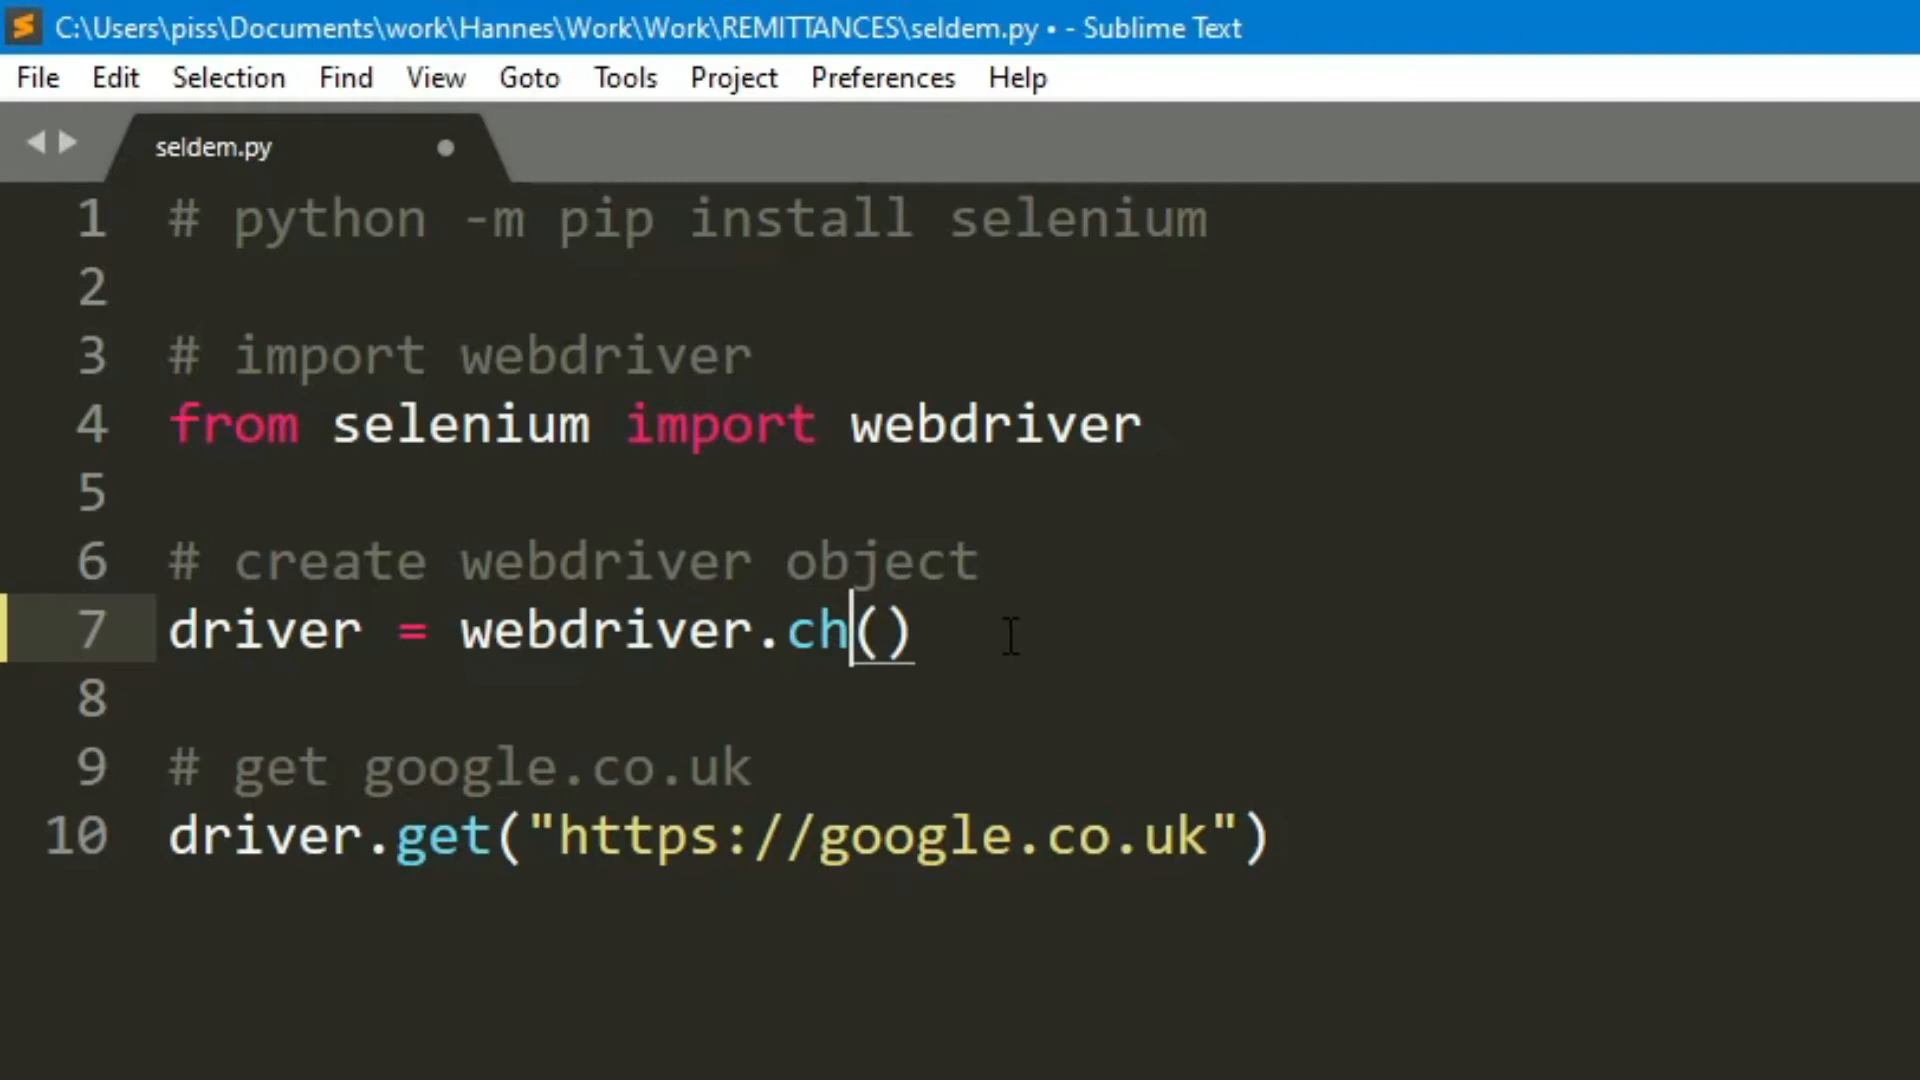 C:\Users\piss\Documents\work\Hannes\Work\Work\REMITTANCES\seldem.py • - Sublime Text
File Edit Selection Find View Goto Tools Project Preferences Help
seldem.py
1 # python -m pip install selenium
2
3 # import webdriver
4 from selenium import webdriver
5
6 # create webdriver object
7 driver = webdriver.ch()
8
9 # get google.co.uk
10 driver.get("https://google.co.uk")